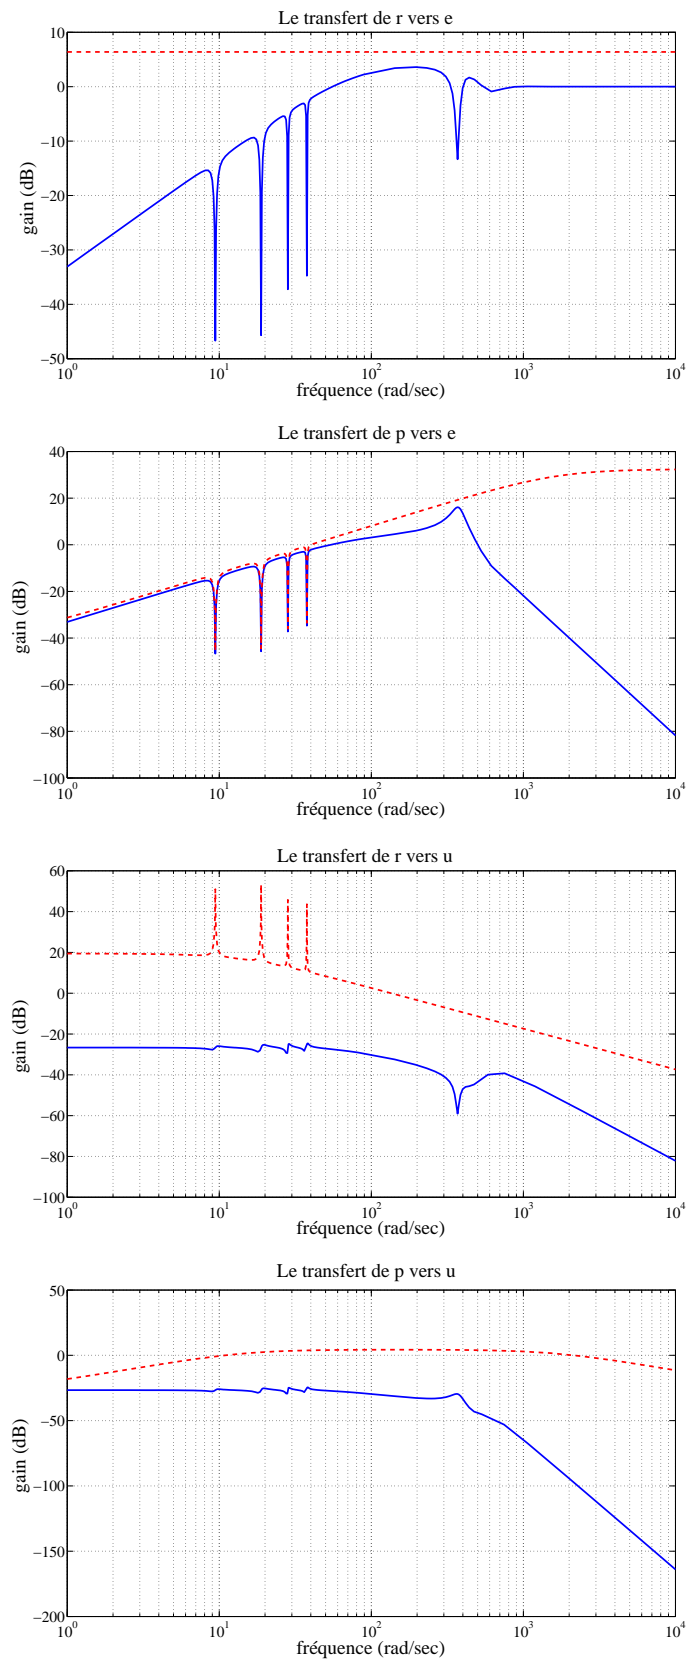 Le transfert de r vers e
10
0
−10
−20
−30
−40
−50
gain (dB)
10^0 10^1 10^2 10^3 10^4
fréquence (rad/sec)
Le transfert de p vers e
40
20
0
−20
−40
−60
−80
−100
gain (dB)
10^0 10^1 10^2 10^3 10^4
fréquence (rad/sec)
Le transfert de r vers u
60
40
20
0
−20
−40
−60
−80
−100
gain (dB)
10^0 10^1 10^2 10^3 10^4
fréquence (rad/sec)
Le transfert de p vers u
50
0
−50
−100
−150
−200
gain (dB)
10^0 10^1 10^2 10^3 10^4
fréquence (rad/sec)